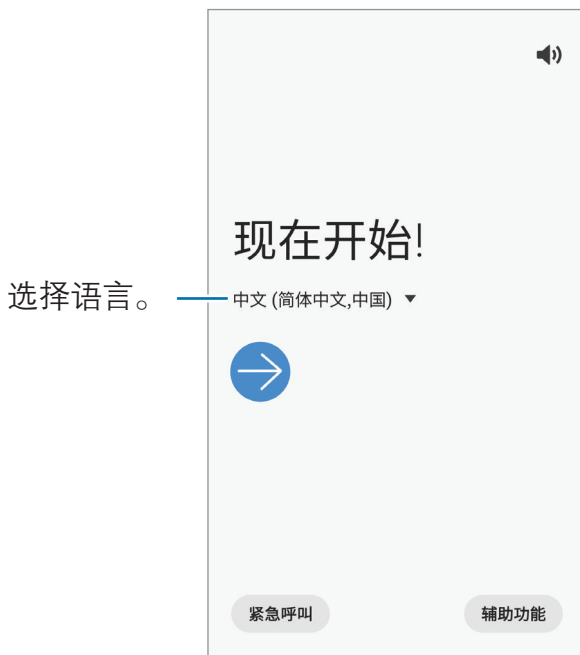 现在开始!
选择语言。
中文 (简体中文,中国)
紧急呼叫
辅助功能